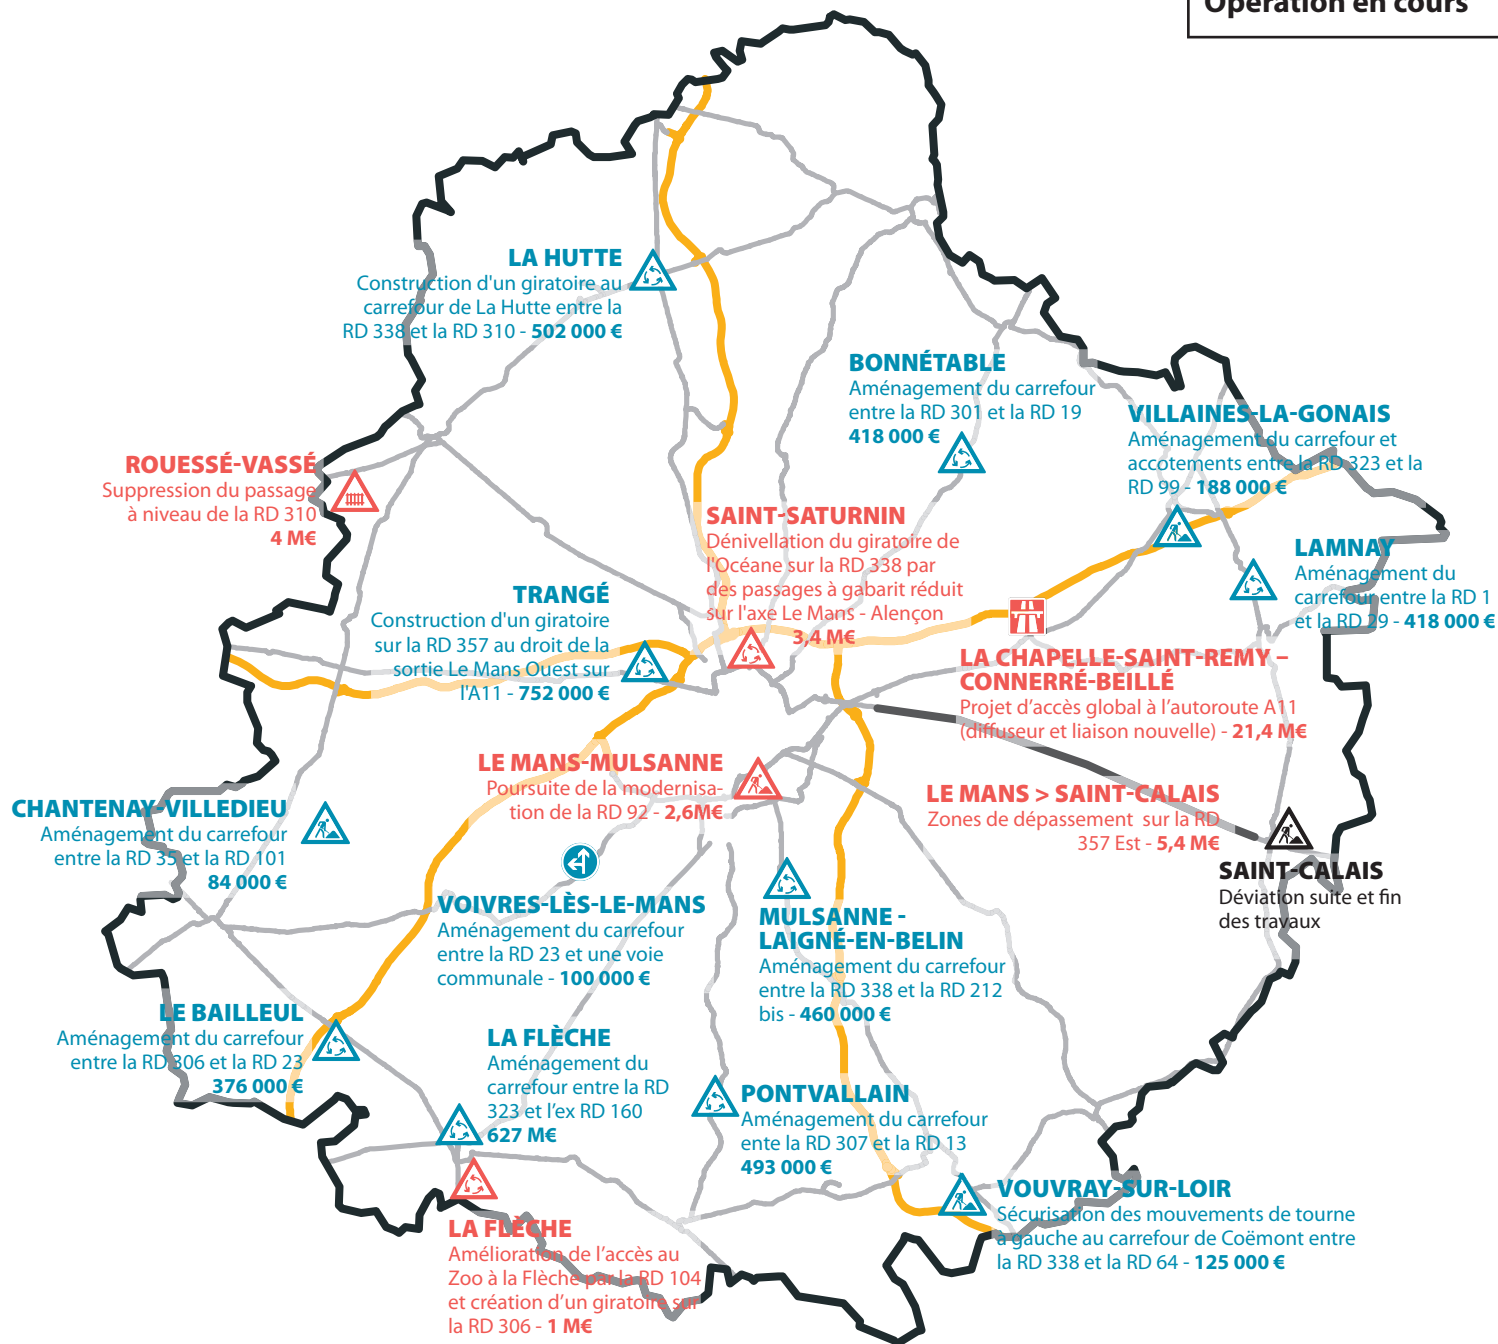 Opération en cours
LA HUTTE
Construction d'un giratoire au
carrefour de La Hutte entre la
RD 338 et la RD 310 - 502 000 €
BONNÉTABLE
Aménagement du carrefour
entre la RD 301 et la RD 19
418 000 €
VILLAINES-LA-GONAIS
Aménagement du carrefour et
accotements entre la RD 323 et la
RD 99 - 188 000 €
ROUESSÉ-VASSÉ
Suppression du passage
à niveau de la RD 310
4 M€
SAINT-SATURNIN
Dénivellation du giratoire de
l'Océane sur la RD 338 par
des passages à gabarit réduit
sur l'axe Le Mans - Alençon
3,4 M€
LAMNAY
Aménagement du
carrefour entre la RD 1
et la RD 29 - 418 000 €
TRANGÉ
Construction d'un giratoire
sur la RD 357 au droit de la
sortie Le Mans Ouest sur
l'A11 - 752 000 €
LA CHAPELLE-SAINT-REMY –
CONNERRÉ-BEILLÉ
Projet d'accès global à l'autoroute A11
(diffuseur et liaison nouvelle) - 21,4 M€
LE MANS-MULSANNE
Poursuite de la modernisa-
tion de la RD 92 - 2,6M€
LE MANS > SAINT-CALAIS
Zones de dépassement sur la RD
357 Est - 5,4 M€
CHANTENAY-VILLEDIEU
Aménagement du carrefour
entre la RD 35 et la RD 101
84 000 €
SAINT-CALAIS
Déviation suite et fin
des travaux
VOIVRES-LÈS-LE-MANS
Aménagement du carrefour
entre la RD 23 et une voie
communale - 100 000 €
MULSANNE -
LAIGNÉ-EN-BELIN
Aménagement du carrefour
entre la RD 338 et la RD 212
bis - 460 000 €
LE BAILLEUL
Aménagement du carrefour
entre la RD 306 et la RD 23
376 000 €
LA FLÈCHE
Aménagement du
carrefour entre la RD
323 et l'ex RD 160
627 M€
PONTVALLAIN
Aménagement du carrefour
ente la RD 307 et la RD 13
493 000 €
VOUVRAY-SUR-LOIR
Sécurisation des mouvements de tourne
à gauche au carrefour de Coëmont entre
la RD 338 et la RD 64 - 125 000 €
LA FLÈCHE
Amélioration de l'accès au
Zoo à la Flèche par la RD 104
et création d'un giratoire sur
la RD 306 - 1 M€